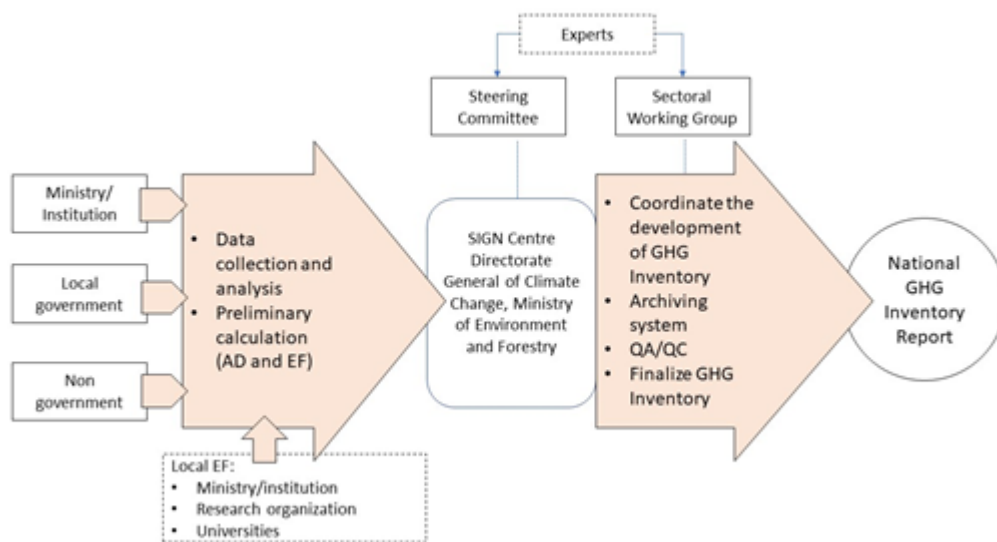 Experts
Steering
Committee
Sectoral
Working Group
Ministry/
Institution
Local
government
Non
government
• Data
collection and
analysis
• Preliminary
calculation
(AD and EF)
Local EF:
• Ministry/institution
• Research organization
• Universities
SIGN Centre
Directorate
General of Climate
Change, Ministry
of Environment
and Forestry
• Coordinate the
development
of GHG
Inventory
• Archiving
system
• QA/QC
• Finalize GHG
Inventory
National
GHG
Inventory
Report